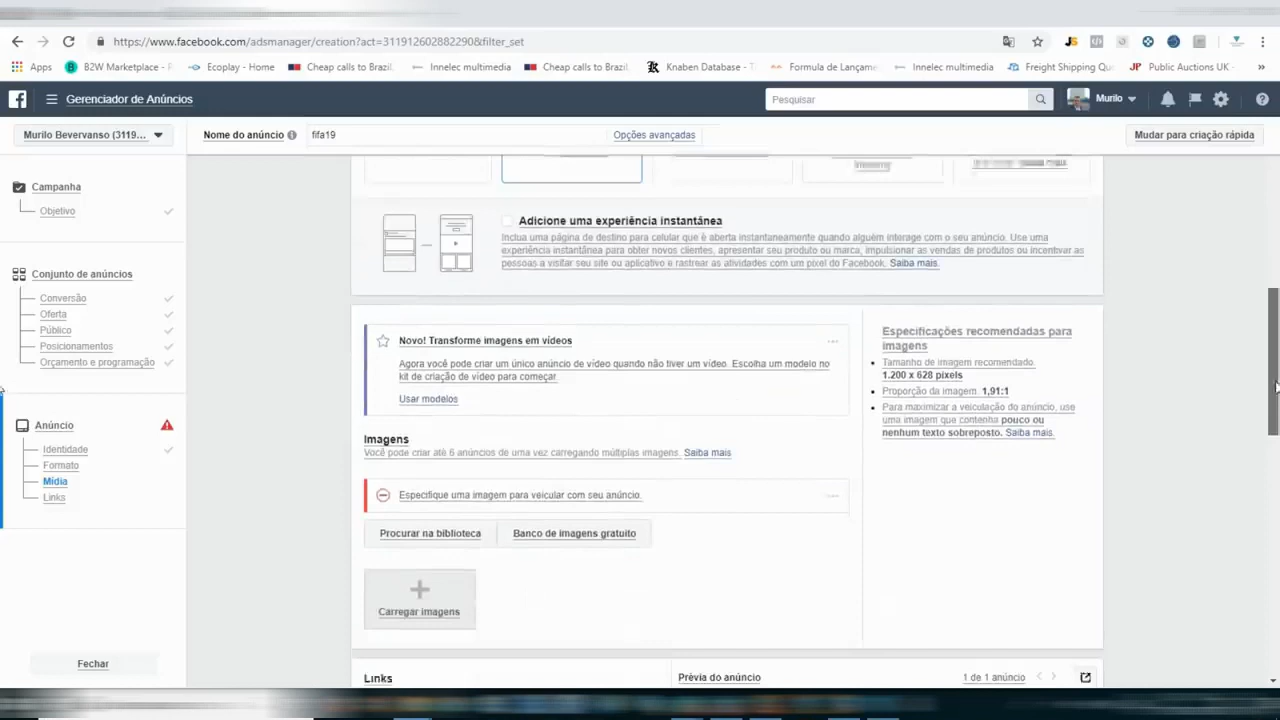 https://www.facebook.com/adsmanager/creation?act=311912602882290&filter_set
Apps
B2W Marketplace - P
Ecoplay - Home
Cheap calls to Brazil.
Innelec multimedia
Cheap calls to Brazil.
Knaben Database - T
Formula de Lançame
Innelec multimedia
Freight Shipping Quo
Public Auctions UK -
»
Gerenciador de Anúncios
Pesquisar
Murilo
Murilo Bevervanso (3119...
Nome do anúncio
fifa19
Opções avançadas
Mudar para criação rápida
Campanha
Objetivo
Conjunto de anúncios
Conversão
Oferta
Público
Posicionamentos
Orçamento e programação
Anúncio
Identidade
Formato
Mídia
Links
Fechar
Adicione uma experiência instantânea
Inclua uma página de destino para celular que é aberta instantaneamente quando alguém interage com o seu anúncio. Use uma
experiência instantânea para obter novos clientes, apresentar seu produto ou marca, impulsionar as vendas de produtos ou incentivar as
pessoas a visitar seu site ou aplicativo e rastrear as atividades com um pixel do Facebook. Saiba mais.
Novo! Transforme imagens em vídeos
Agora você pode criar um único anúncio de vídeo quando não tiver um vídeo. Escolha um modelo no
kit de criação de vídeo para começar.
Usar modelos
Imagens
Você pode criar até 6 anúncios de uma vez carregando múltiplas imagens. Saiba mais
Especifique uma imagem para veicular com seu anúncio.
Procurar na biblioteca
Banco de imagens gratuito
Carregar imagens
Especificações recomendadas para
imagens
Tamanho de imagem recomendado:
1.200 x 628 pixels
Proporção da imagem: 1,91:1
Para maximizar a veiculação do anúncio, use
uma imagem que contenha pouco ou
nenhum texto sobreposto. Saiba mais.
Links
Prévia do anúncio
1 de 1 anúncio